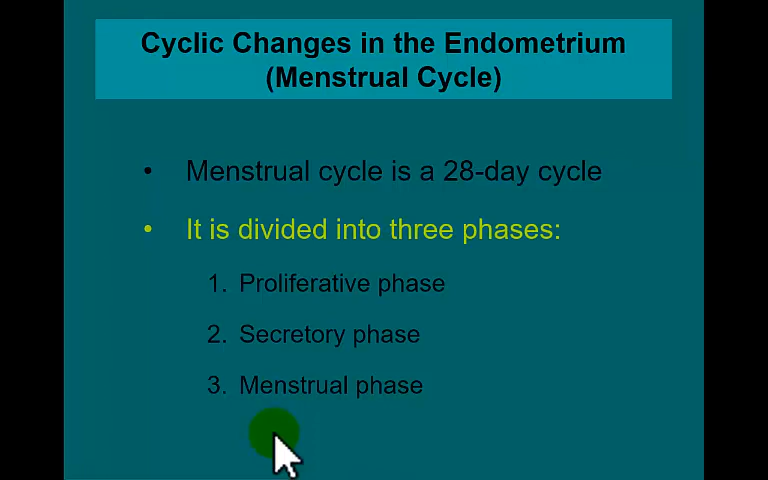 Cyclic Changes in the Endometrium
(Menstrual Cycle)
• Menstrual cycle is a 28-day cycle
• It is divided into three phases:
1. Proliferative phase
2. Secretory phase
3. Menstrual phase